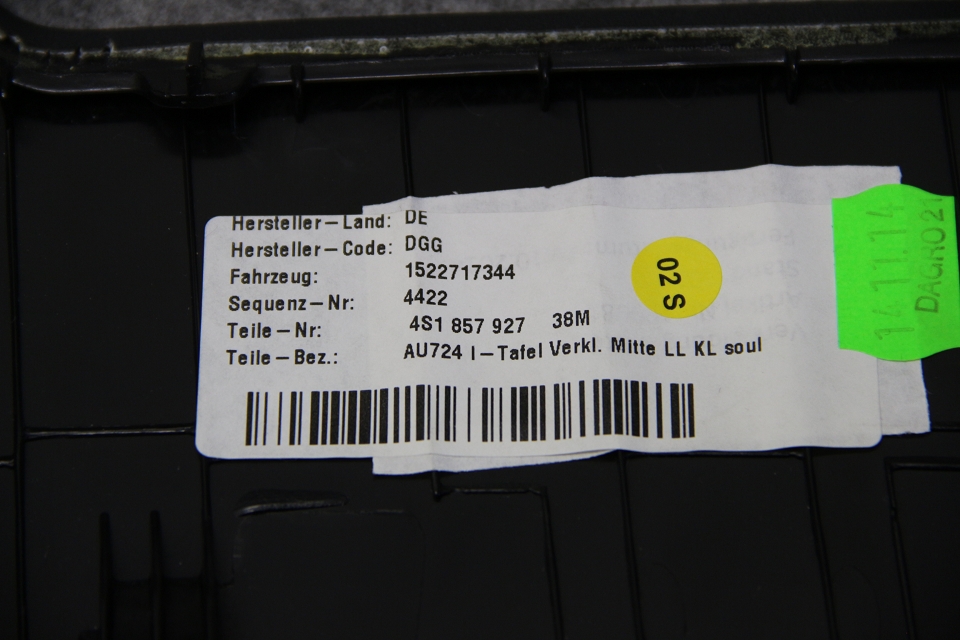 Hersteller-Land: DE
Hersteller-Code: DGG
Fahrzeug: 1522717344
Sequenz-Nr: 4422
Teile-Nr: 4S1 857 927 38M
Teile-Bez.: AU724 I-Tafel Verkl. Mitte LL KL soul
02 S
14.11.14
DAGRO 21